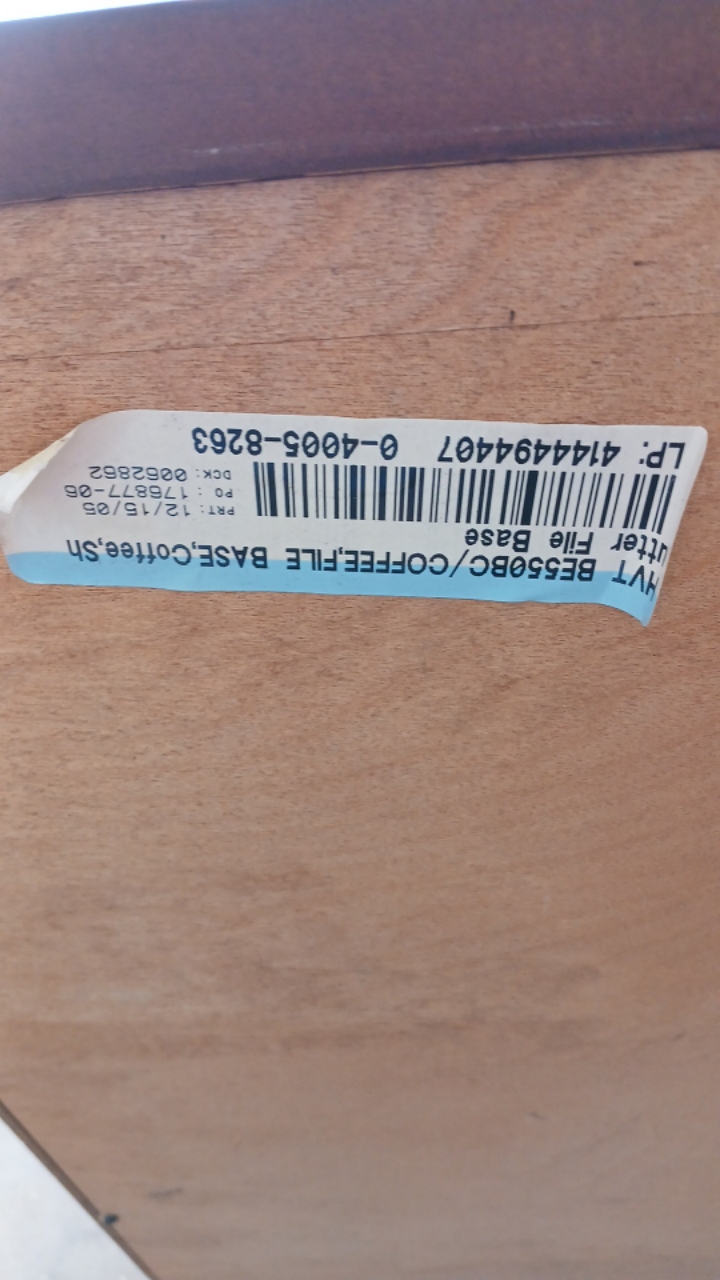 HVT BE550BC/COFFEE,FILE BASE,Coffee,Sh
utter File Base
PRT: 12/15/05
PO : 176877-06
DCK: 0062862
LP: 4144494407 0-4005-8263